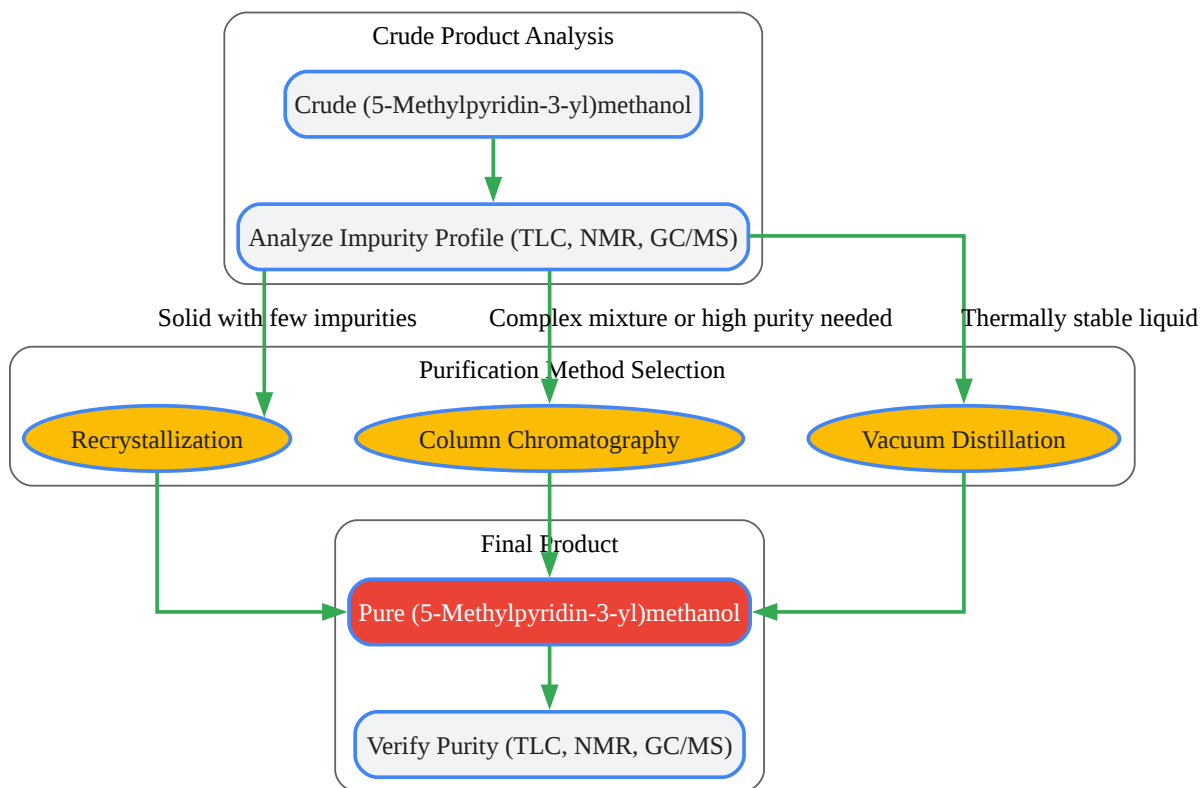 Crude Product Analysis
Crude (5-Methylpyridin-3-yl)methanol
Analyze Impurity Profile (TLC, NMR, GC/MS)
Solid with few impurities
Complex mixture or high purity needed
Thermally stable liquid
Purification Method Selection
Recrystallization
Column Chromatography
Vacuum Distillation
Final Product
Pure (5-Methylpyridin-3-yl)methanol
Verify Purity (TLC, NMR, GC/MS)